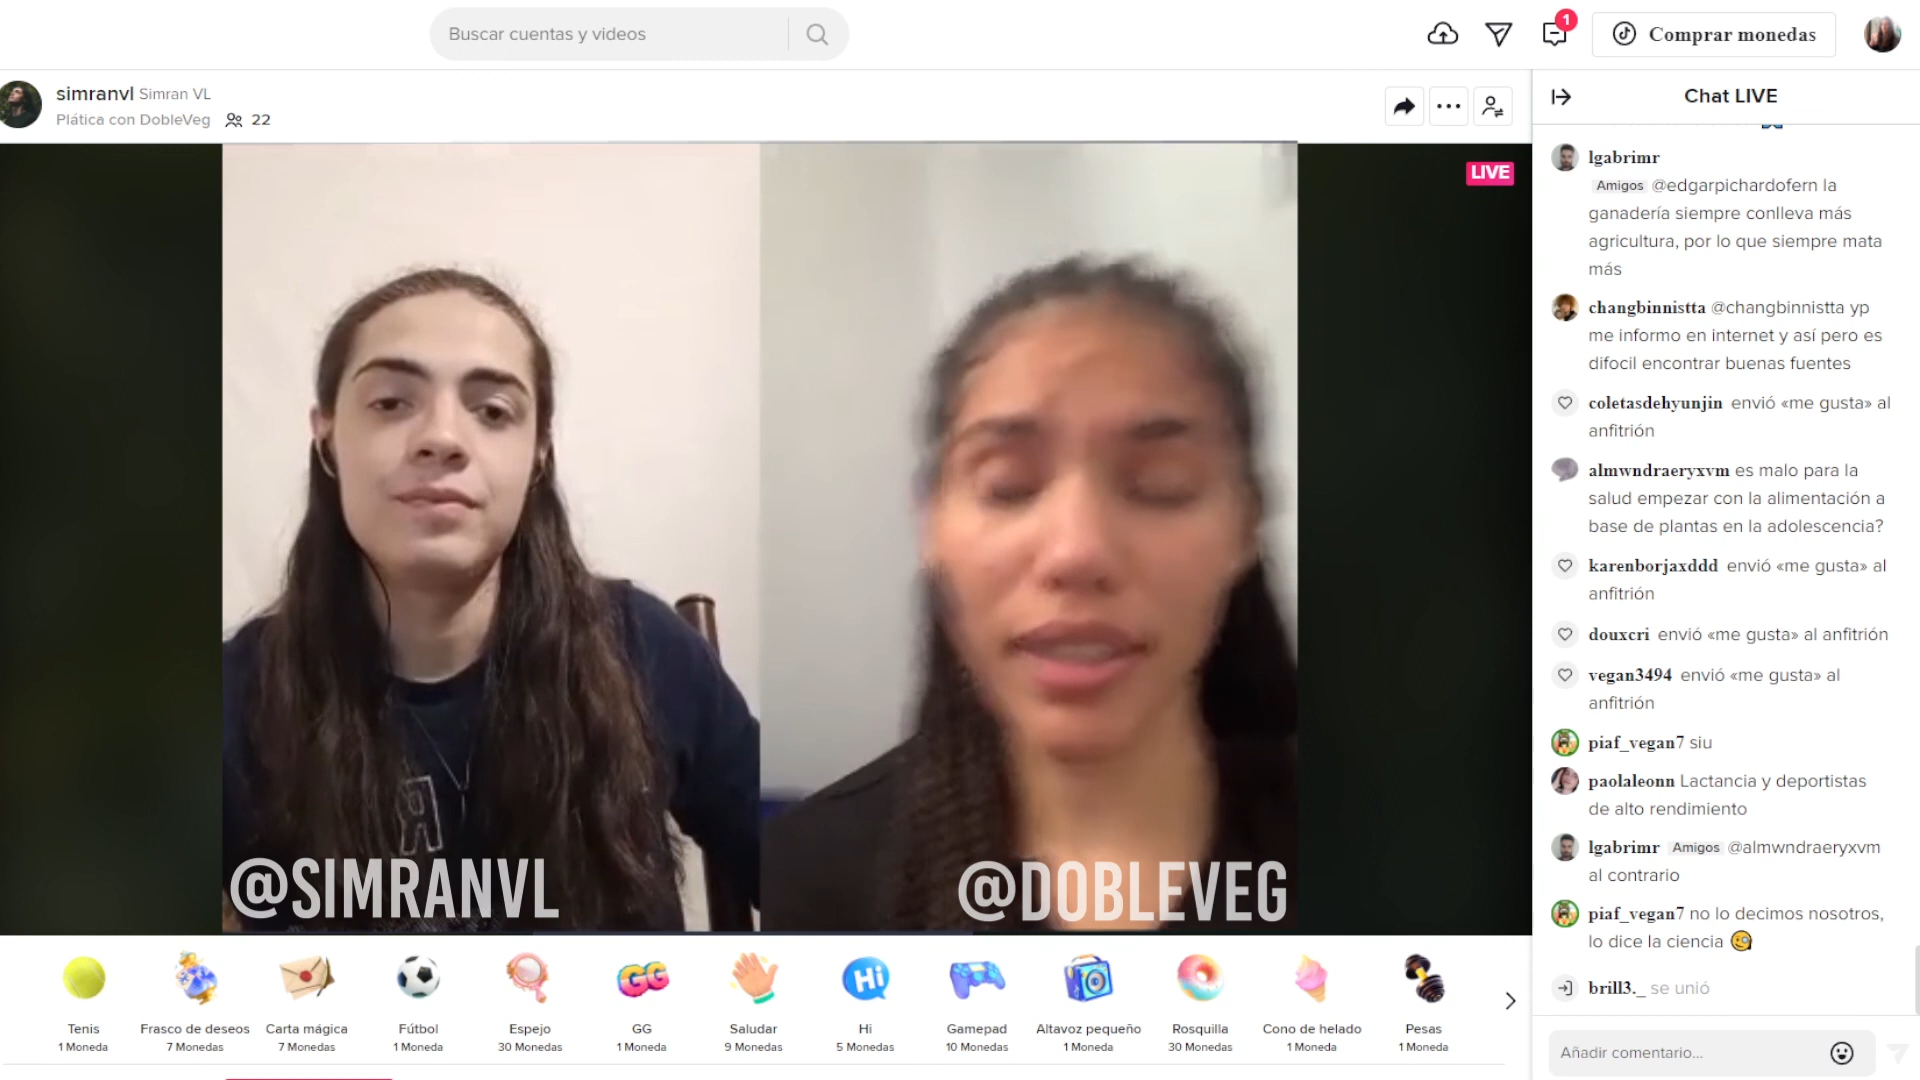 Buscar cuentas y videos
1
Comprar monedas
simranvl Simran VL
Plática con DobleVeg 22
LIVE
@SIMRANVL
@DOBLEVEG
Tenis
1 Moneda
Frasco de deseos
7 Monedas
Carta mágica
7 Monedas
Fútbol
1 Moneda
Espejo
30 Monedas
GG
GG
1 Moneda
Saludar
9 Monedas
Hi
Hi
5 Monedas
Gamepad
10 Monedas
Altavoz pequeño
1 Moneda
Rosquilla
30 Monedas
Cono de helado
1 Moneda
Pesas
1 Moneda
Chat LIVE
lgabrimr
Amigos @edgarpichardofern la
ganadería siempre conlleva más
agricultura, por lo que siempre mata
más
changbinnistta @changbinnistta yp
me informo en internet y así pero es
difocil encontrar buenas fuentes
coletasdehyunjin envió «me gusta» al
anfitrión
almwndraeryxvm es malo para la
salud empezar con la alimentación a
base de plantas en la adolescencia?
karenborjaxddd envió «me gusta» al
anfitrión
douxcri envió «me gusta» al anfitrión
vegan3494 envió «me gusta» al
anfitrión
piaf_vegan7 siu
paolaleonn Lactancia y deportistas
de alto rendimiento
lgabrimr Amigos @almwndraeryxvm
al contrario
piaf_vegan7 no lo decimos nosotros,
lo dice la ciencia
brill3._ se unió
Añadir comentario...